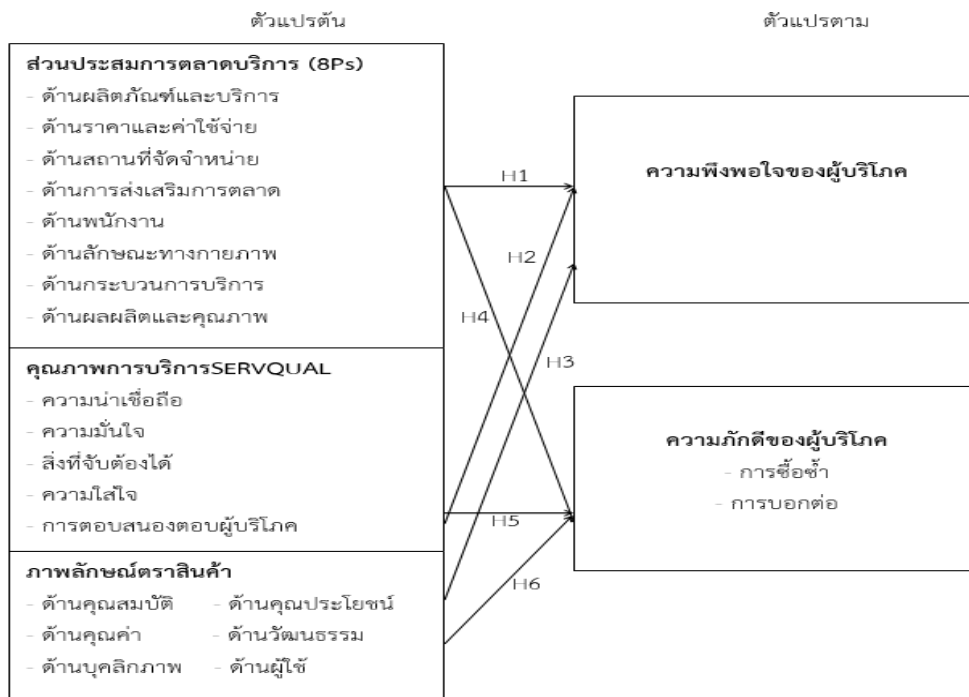 ตัวแปรต้น
ตัวแปรตาม
ส่วนประสมการตลาดบริการ (8Ps)
- ด้านผลิตภัณฑ์และบริการ
- ด้านราคาและค่าใช้จ่าย
- ด้านสถานที่จัดจำหน่าย
- ด้านการส่งเสริมการตลาด
- ด้านพนักงาน
- ด้านลักษณะทางกายภาพ
- ด้านกระบวนการบริการ
- ด้านผลผลิตและคุณภาพ
คุณภาพการบริการSERVQUAL
- ความน่าเชื่อถือ
- ความมั่นใจ
- สิ่งที่จับต้องได้
- ความใส่ใจ
- การตอบสนองตอบผู้บริโภค
ภาพลักษณ์ตราสินค้า
- ด้านคุณสมบัติ - ด้านคุณประโยชน์
- ด้านคุณค่า - ด้านวัฒนธรรม
- ด้านบุคลิกภาพ - ด้านผู้ใช้
H1
H2
H4
H3
H5
H6
ความพึงพอใจของผู้บริโภค
ความภักดีของผู้บริโภค
- การซื้อซ้ำ
- การบอกต่อ